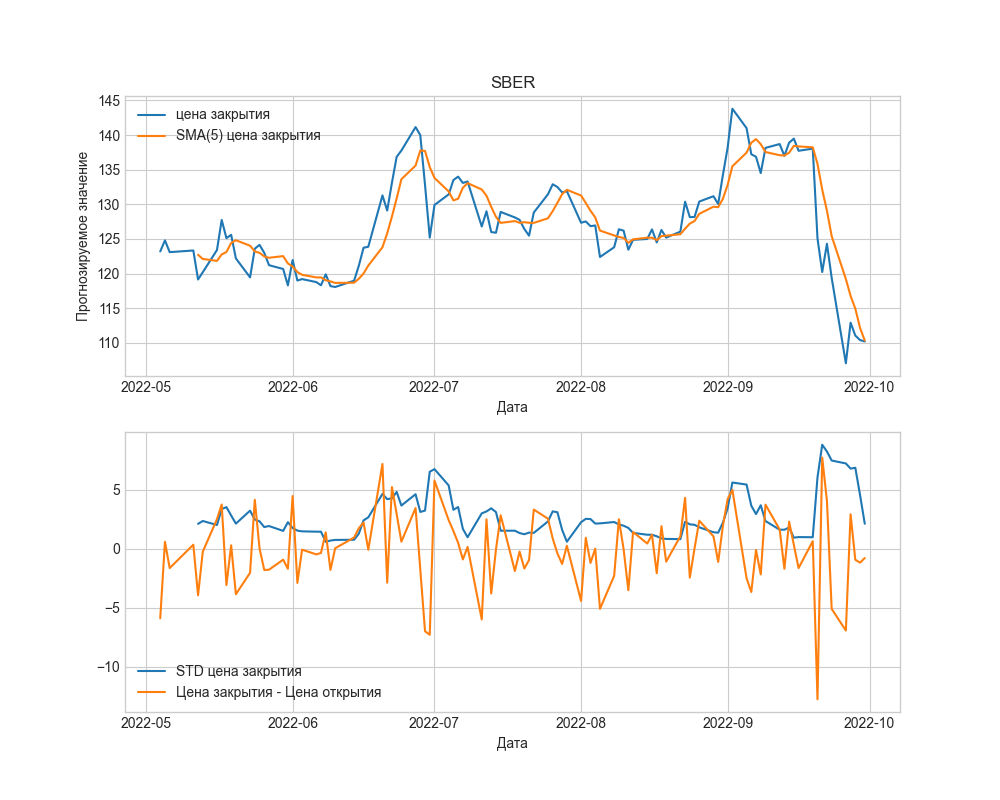 SBER
Прогнозируемое значение
145
140
135
130
125
120
115
110
цена закрытия
SMA(5) цена закрытия
2022-05 2022-06 2022-07 2022-08 2022-09 2022-10
Дата
5
0
−5
−10
STD цена закрытия
Цена закрытия - Цена открытия
2022-05 2022-06 2022-07 2022-08 2022-09 2022-10
Дата